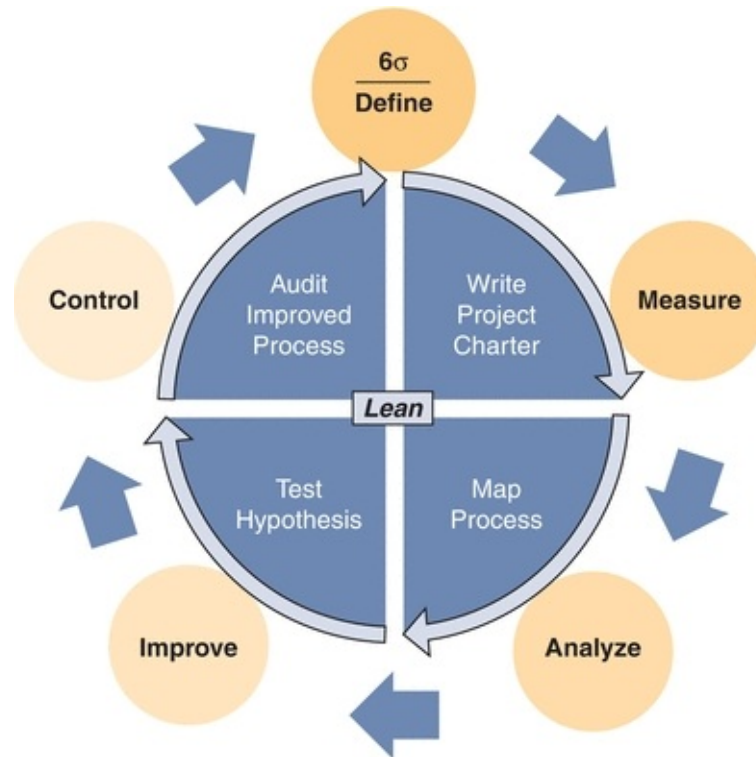 6σ
Define
Measure
Analyze
Improve
Control
Write
Project
Charter
Map
Process
Test
Hypothesis
Audit
Improved
Process
Lean